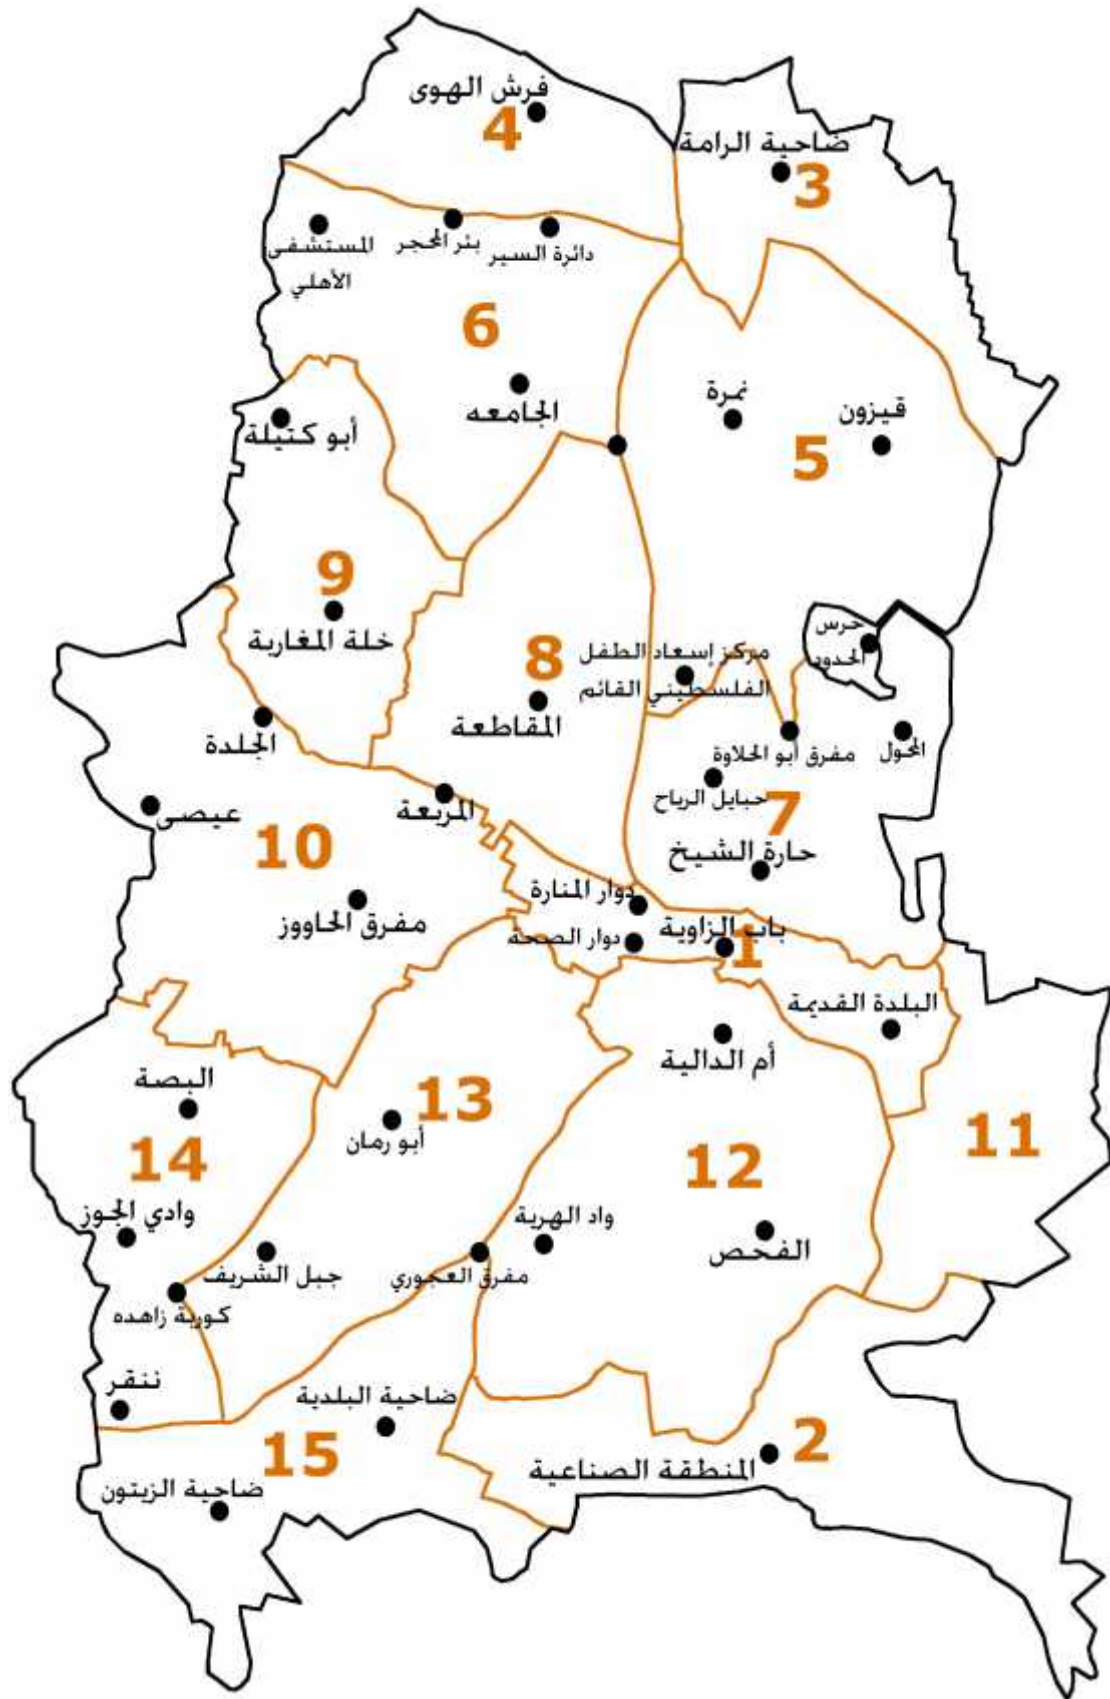 فرش الهوى
4
ضاحية الرامة
3
المستشفى
الأهلي
بئر المحجر
دائرة السير
6
الجامعه
نمرة
قيزون
5
أبو كتيلة
9
خلة المغاربة
8
المقاطعة
مركز إسعاد الطفل
الفلسطيني القائم
حرس
الحدود
المحول
مفرق أبو الحلاوة
حبايل الرياح
7
حارة الشيخ
الجلدة
عيصى
10
المربعة
مفرق الحاووز
دوار المنارة
دوار الصحة
باب الزاوية
1
البلدة القديمة
أم الدالية
البصة
14
13
أبو رمان
12
11
وادي الجوز
جبل الشريف
كوربة زاهده
مفرق العجوري
واد الهرية
الفحص
ننقر
15
ضاحية البلدية
ضاحية الزيتون
2
المنطقة الصناعية